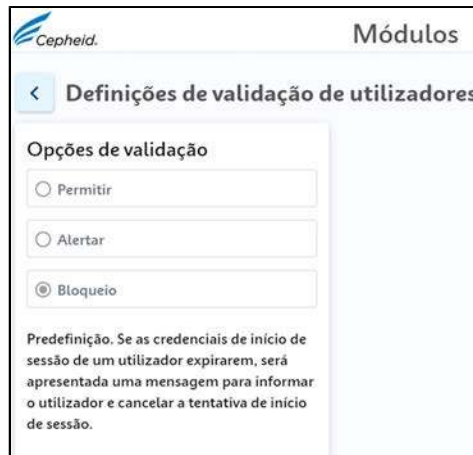 Cepheid.
Módulos
Definições de validação de utilizadores
Opções de validação
Permitir
Alertar
Bloqueio
Predefinição. Se as credenciais de início de
sessão de um utilizador expirarem, será
apresentada uma mensagem para informar
o utilizador e cancelar a tentativa de início
de sessão.